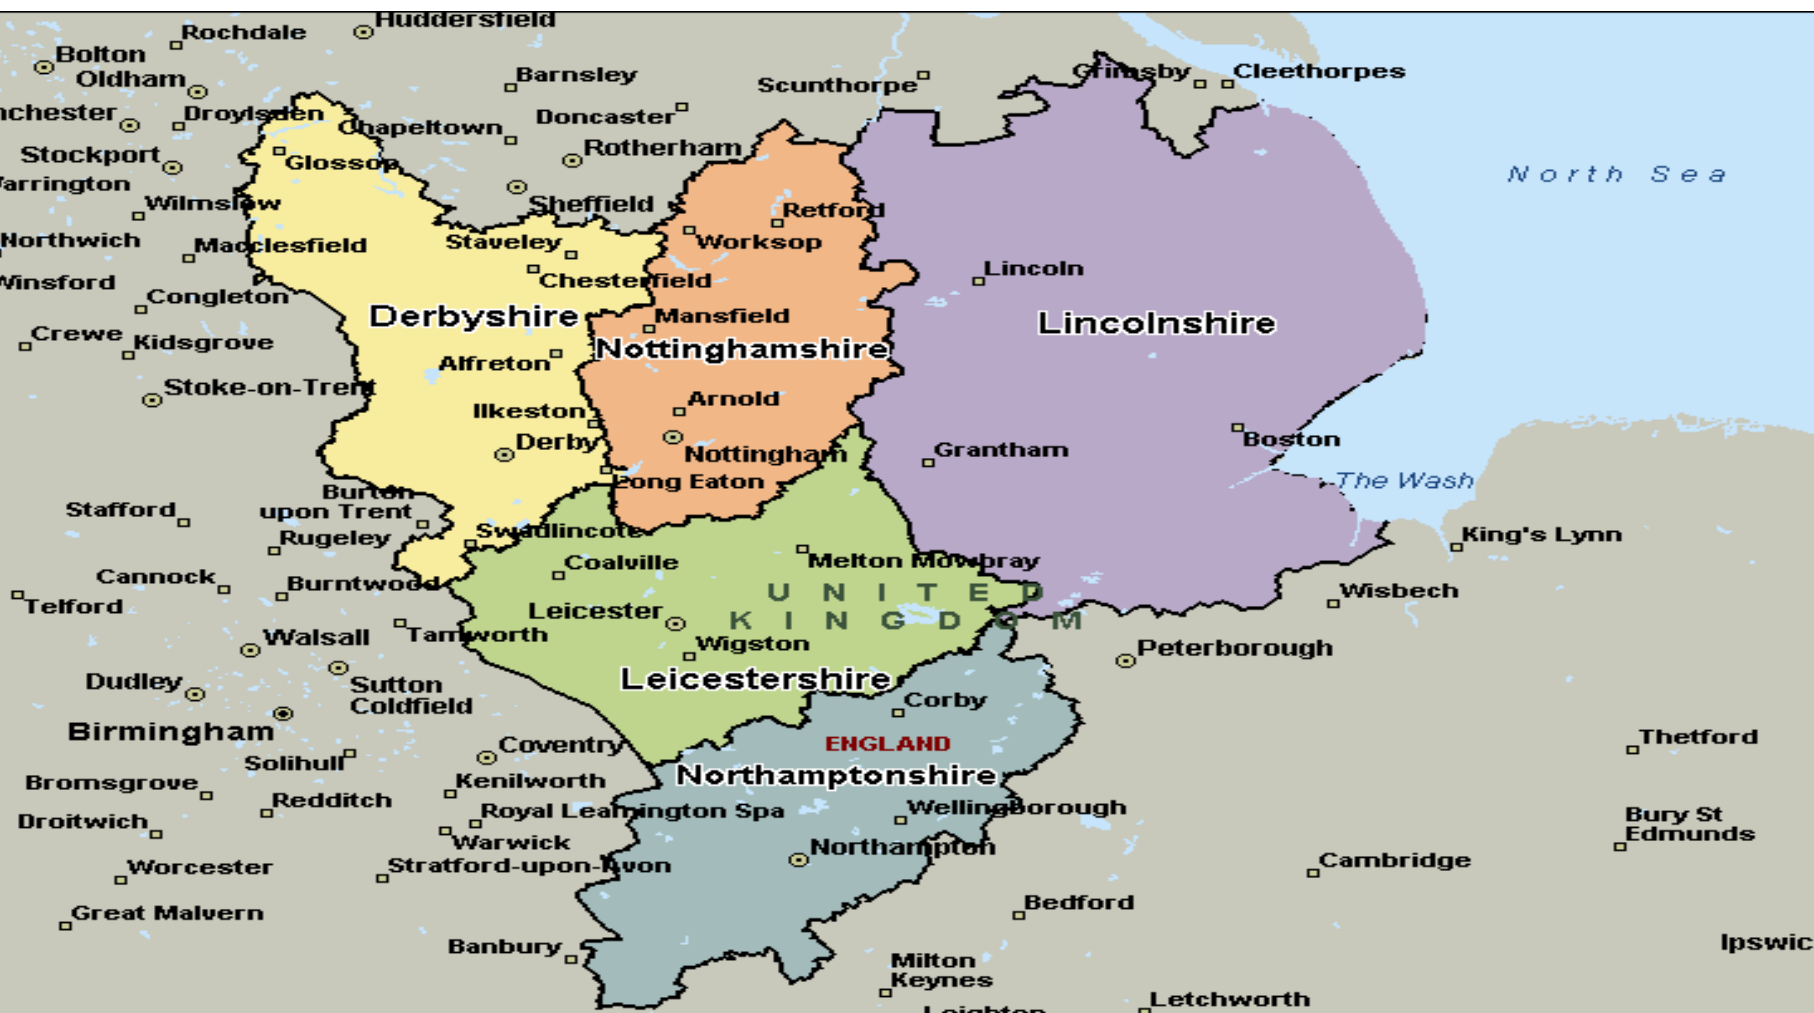 Huddersfield
Rochdale
Bolton
Oldham
Barnsley
Scunthorpe
Grimsby
Cleethorpes
nchester
Droylsden
Chapeltown
Doncaster
Stockport
Glossop
Rotherham
North Sea
Warrington
Wilmslow
Sheffield
Retford
Northwich
Macclesfield
Staveley
Worksop
Winsford
Congleton
Chesterfield
Lincoln
Derbyshire
Mansfield
Lincolnshire
Crewe
Kidsgrove
Nottinghamshire
Alfreton
Stoke-on-Trent
Arnold
Ilkeston
Derby
Nottingham
Grantham
Boston
Long Eaton
The Wash
Burton
upon Trent
Stafford
Rugeley
Swadlincote
King's Lynn
Coalville
Melton Mowbray
Cannock
Burntwood
UNITED
KINGDOM
Wisbech
Telford
Leicester
Walsall
Tamworth
Wigston
Peterborough
Dudley
Sutton
Coldfield
Leicestershire
Corby
Birmingham
Coventry
ENGLAND
Thetford
Solihull
Bromsgrove
Kenilworth
Northamptonshire
Redditch
Royal Leamington Spa
Wellingborough
Droitwich
Warwick
Northampton
Bury St
Edmunds
Worcester
Stratford-upon-Avon
Cambridge
Great Malvern
Bedford
Banbury
Milton
Keynes
Ipswic
Letchworth
Leighton